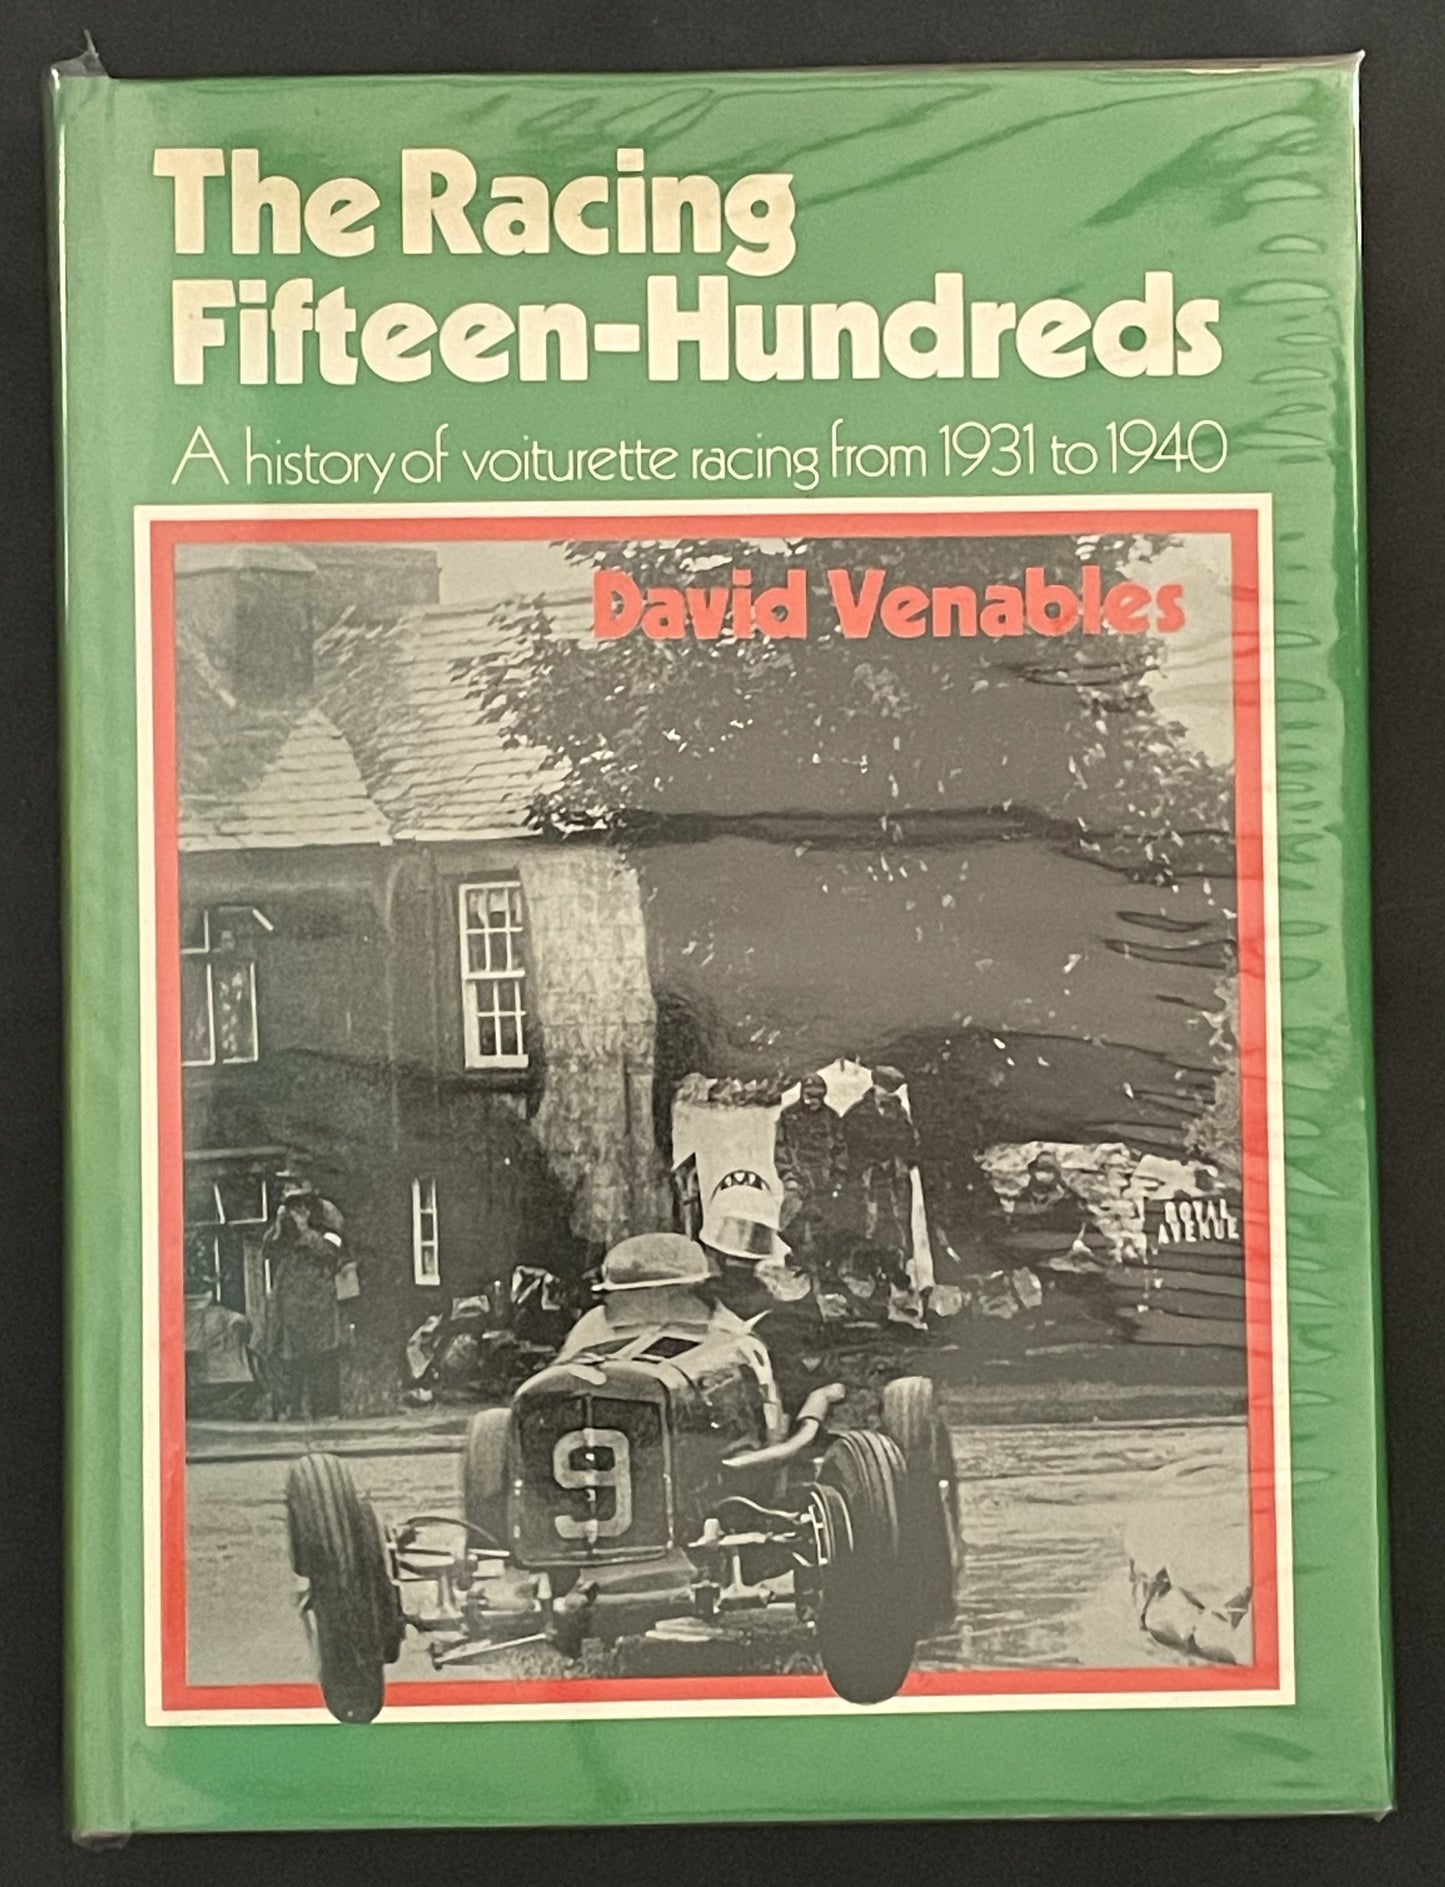 The Racing
Fifteen-Hundreds
A history of voiturette racing from 1931 to 1940
David Venables
ROYAL
AVENUE
9